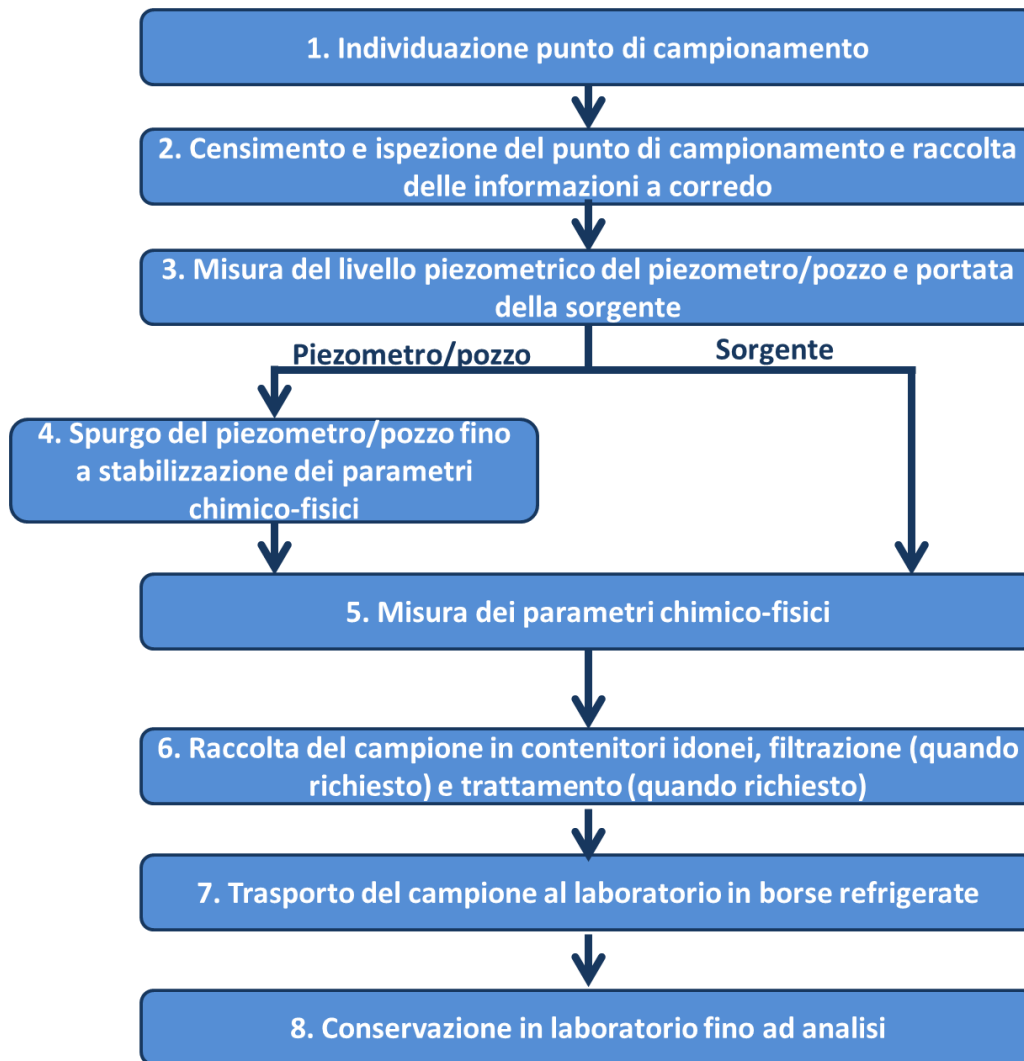 1. Individuazione punto di campionamento
2. Censimento e ispezione del punto di campionamento e raccolta
delle informazioni a corredo
3. Misura del livello piezometrico del piezometro/pozzo e portata
della sorgente
Piezometro/pozzo
Sorgente
4. Spurgo del piezometro/pozzo fino
a stabilizzazione dei parametri
chimico-fisici
5. Misura dei parametri chimico-fisici
6. Raccolta del campione in contenitori idonei, filtrazione (quando
richiesto) e trattamento (quando richiesto)
7. Trasporto del campione al laboratorio in borse refrigerate
8. Conservazione in laboratorio fino ad analisi